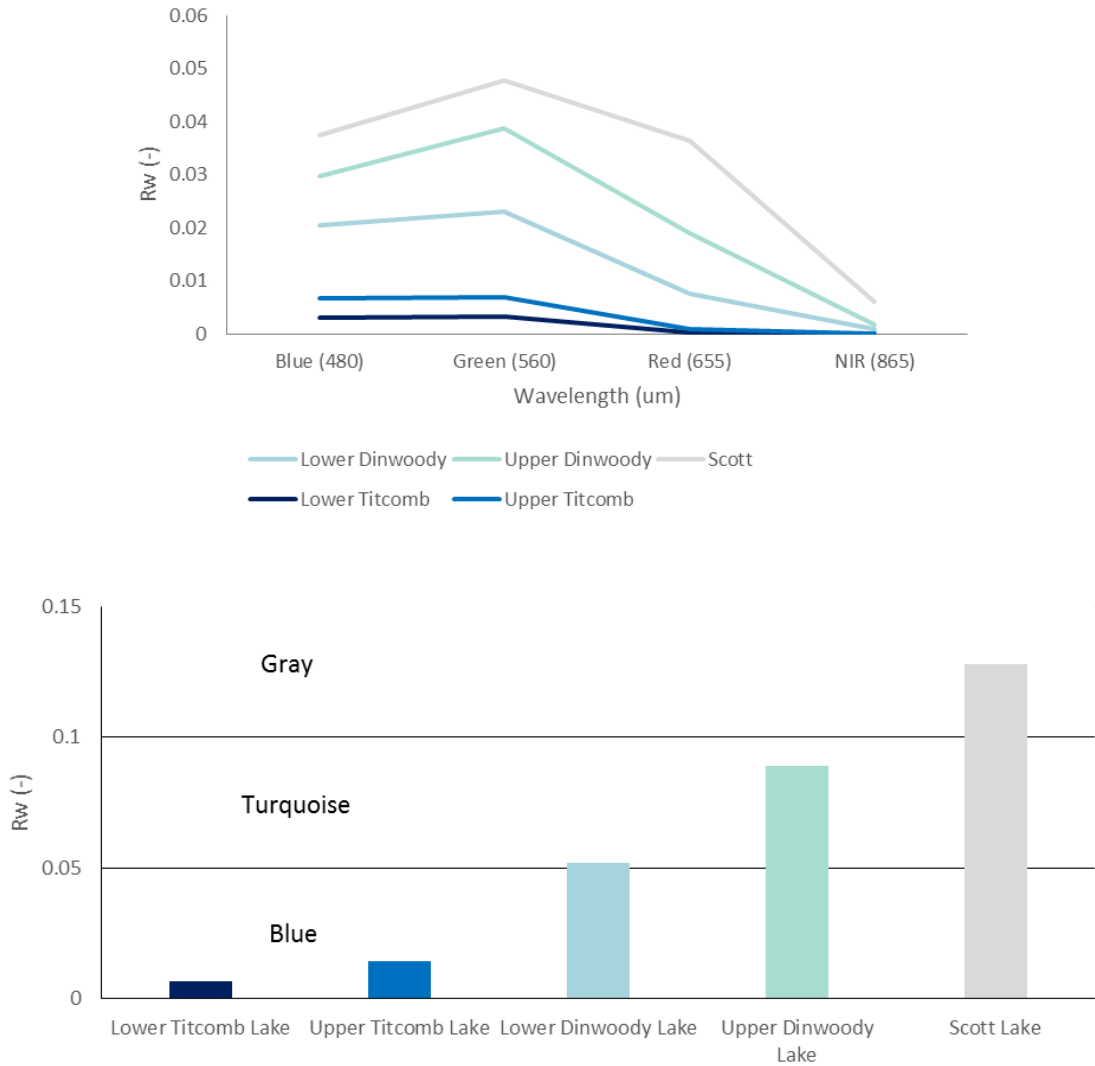 0.06
0.05
0.04
0.03
0.02
0.01
0
Rw (-)
Blue (480) Green (560) Red (655) NIR (865)
Wavelength (um)
Lower Dinwoody Upper Dinwoody Scott
Lower Titcomb Upper Titcomb
0.15
Gray
0.1
Rw (-)
Turquoise
0.05
Blue
0
Lower Titcomb Lake Upper Titcomb Lake Lower Dinwoody Lake Upper Dinwoody Scott Lake
Lake